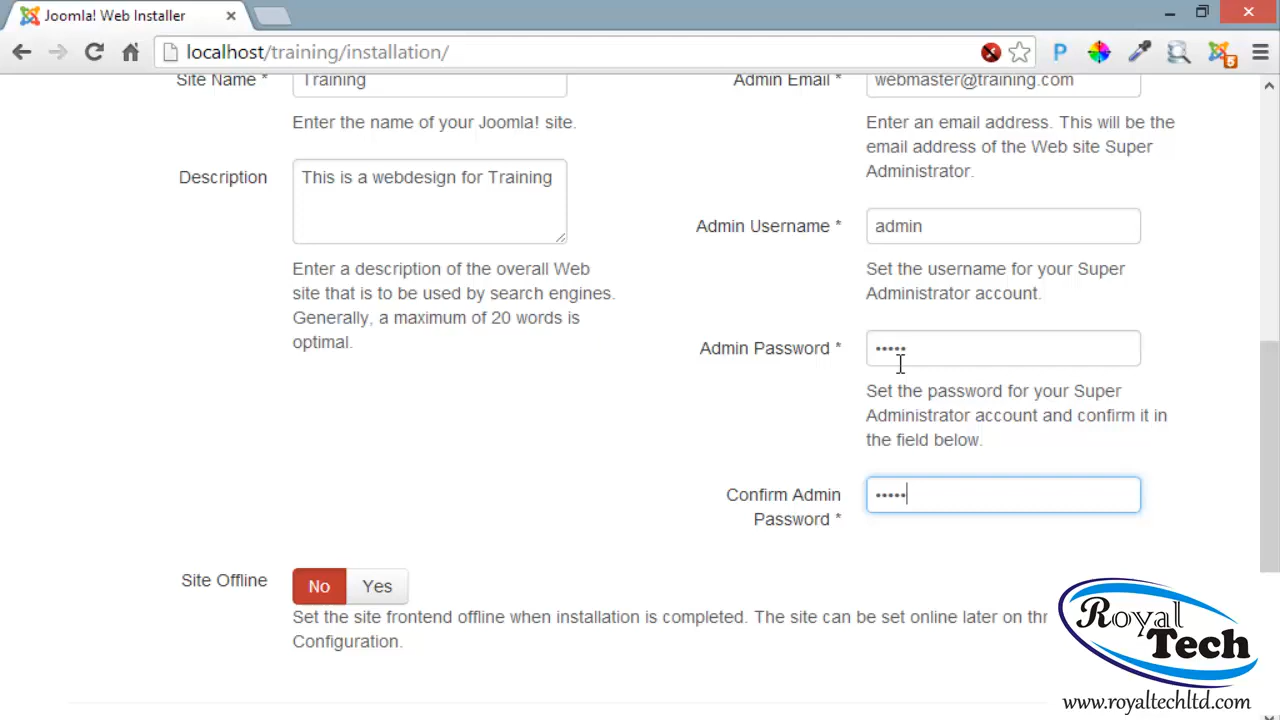 Joomla! Web Installer
localhost/training/installation/
P
5
Site Name *
Training
Enter the name of your Joomla! site.
Description
This is a webdesign for Training
Enter a description of the overall Web
site that is to be used by search engines.
Generally, a maximum of 20 words is
optimal.
Admin Email *
webmaster@training.com
Enter an email address. This will be the
email address of the Web site Super
Administrator.
Admin Username *
admin
Set the username for your Super
Administrator account.
Admin Password *
•••••
Set the password for your Super
Administrator account and confirm it in
the field below.
Confirm Admin
Password *
•••••
Site Offline
No
Yes
Set the site frontend offline when installation is completed. The site can be set online later on thr
Configuration.
Royal
Tech
www.royaltechltd.com